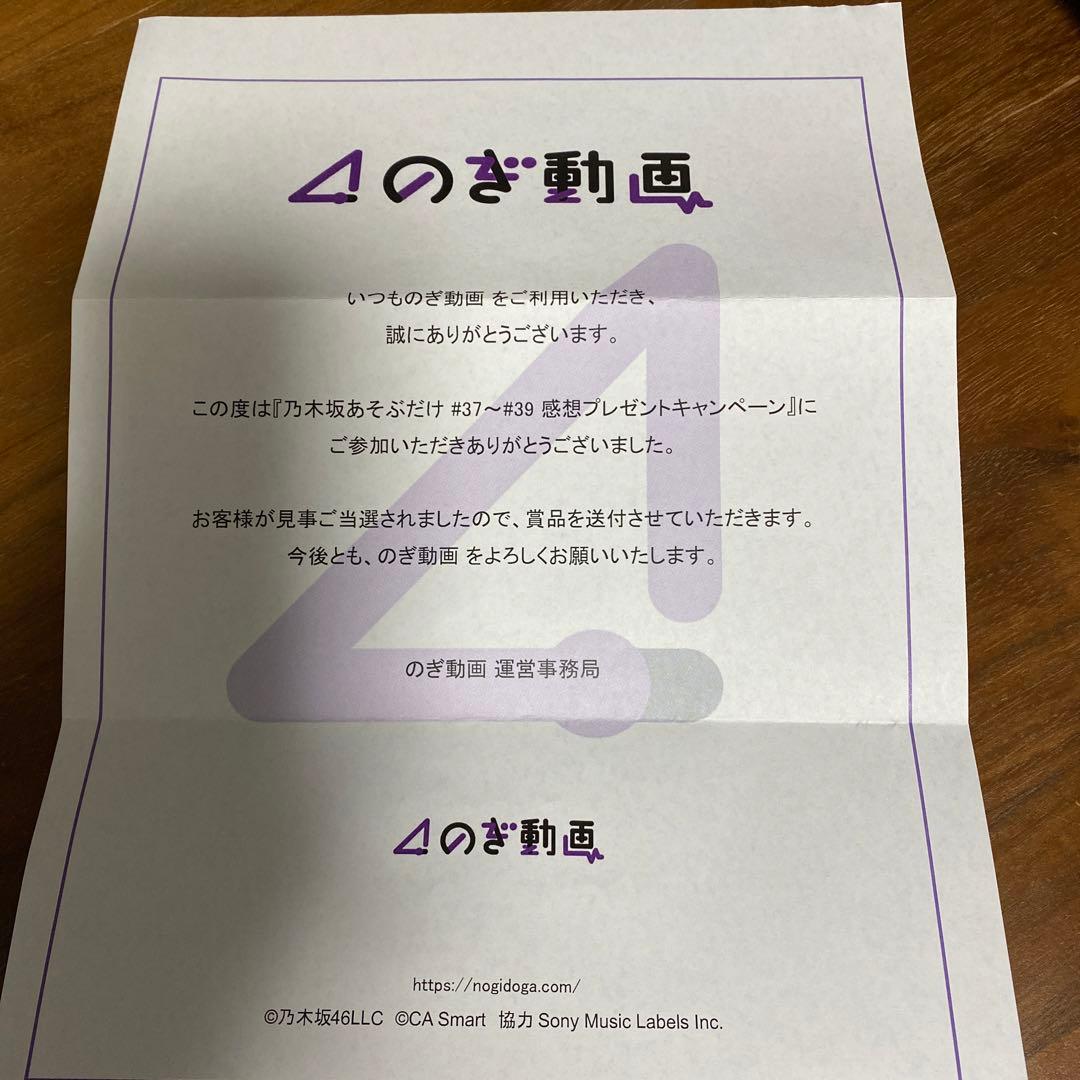 のぎ動画
いつものぎ動画 をご利用いただき、
誠にありがとうございます。
この度は『乃木坂あそぶだけ #37〜#39 感想プレゼントキャンペーン』に
ご参加いただきありがとうございました。
お客様が見事ご当選されましたので、賞品を送付させていただきます。
今後とも、のぎ動画 をよろしくお願いいたします。
のぎ動画 運営事務局
のぎ動画
https://nogidoga.com/
©乃木坂46LLC ©CA Smart 協力 Sony Music Labels Inc.